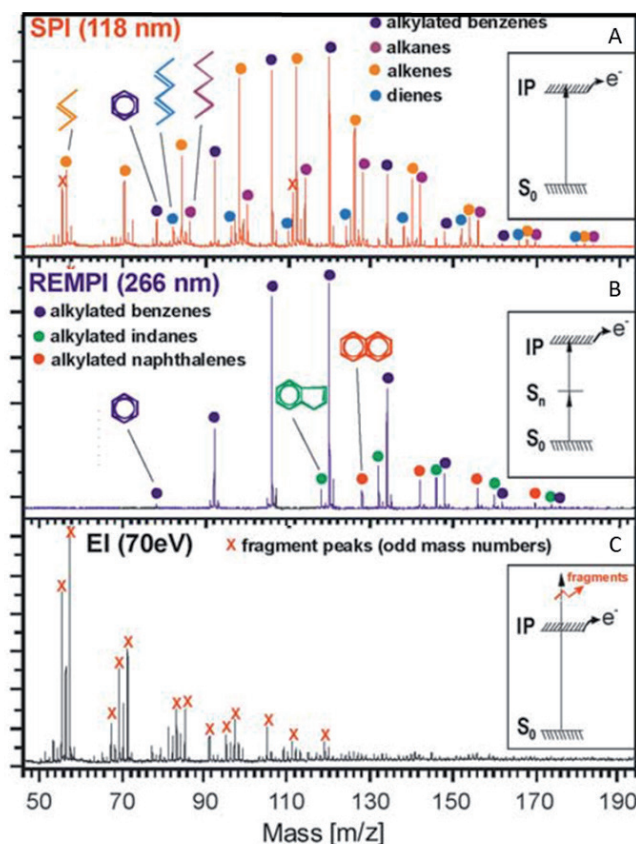 SPI (118 nm)
alkylated benzenes
alkanes
alkenes
dienes
A
IP
e-
S0
X
X
REMPI (266 nm)
alkylated benzenes
alkylated indanes
alkylated naphthalenes
B
IP
e-
Sn
S0
EI (70eV)
X fragment peaks (odd mass numbers)
C
fragments
IP
e-
S0
X
X
X
X
X
X
X
X
X
X
X
X
X
50 70 90 110 130 150 170 190
Mass [m/z]